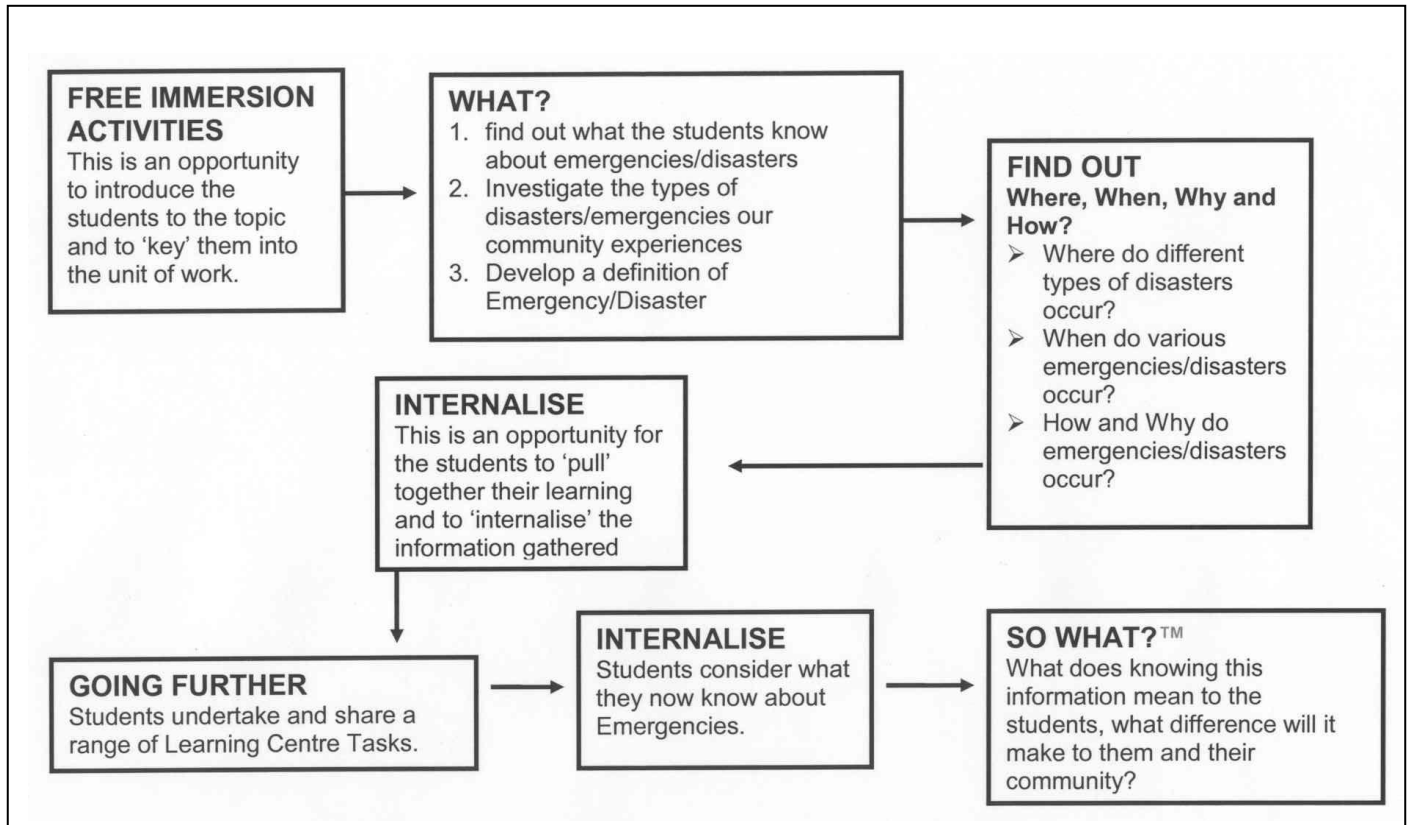 FREE IMMERSION
ACTIVITIES
This is an opportunity
to introduce the
students to the topic
and to ‘key’ them into
the unit of work.
WHAT?
1. find out what the students know
about emergencies/disasters
2. Investigate the types of
disasters/emergencies our
community experiences
3. Develop a definition of
Emergency/Disaster
FIND OUT
Where, When, Why and
How?
➢ Where do different
types of disasters
occur?
➢ When do various
emergencies/disasters
occur?
➢ How and Why do
emergencies/disasters
occur?
INTERNALISE
This is an opportunity for
the students to ‘pull’
together their learning
and to ‘internalise’ the
information gathered
GOING FURTHER
Students undertake and share a
range of Learning Centre Tasks.
INTERNALISE
Students consider what
they now know about
Emergencies.
SO WHAT?™
What does knowing this
information mean to the
students, what difference will it
make to them and their
community?